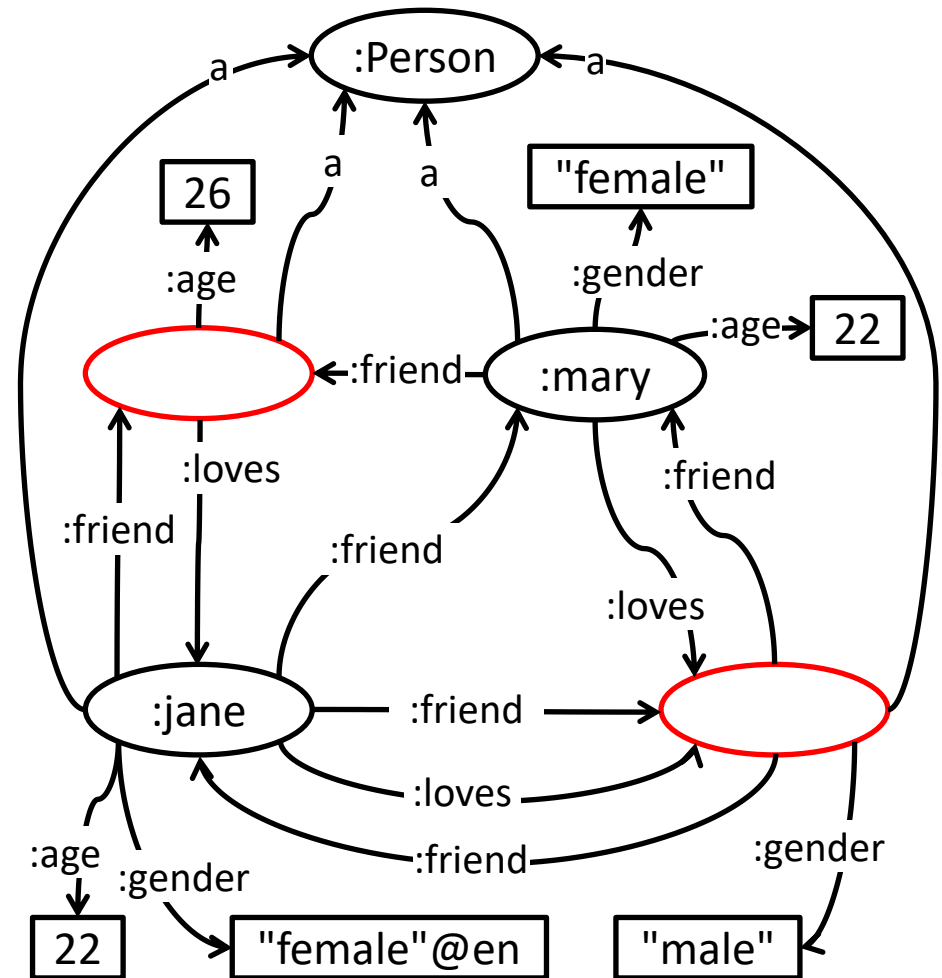 :Person
a
a
a
a
"female"
26
:gender
:age
:age
22
:friend
:mary
:loves
:friend
:friend
:friend
:loves
:jane
:friend
:loves
:friend
:age
:gender
:gender
22
"female"@en
"male"